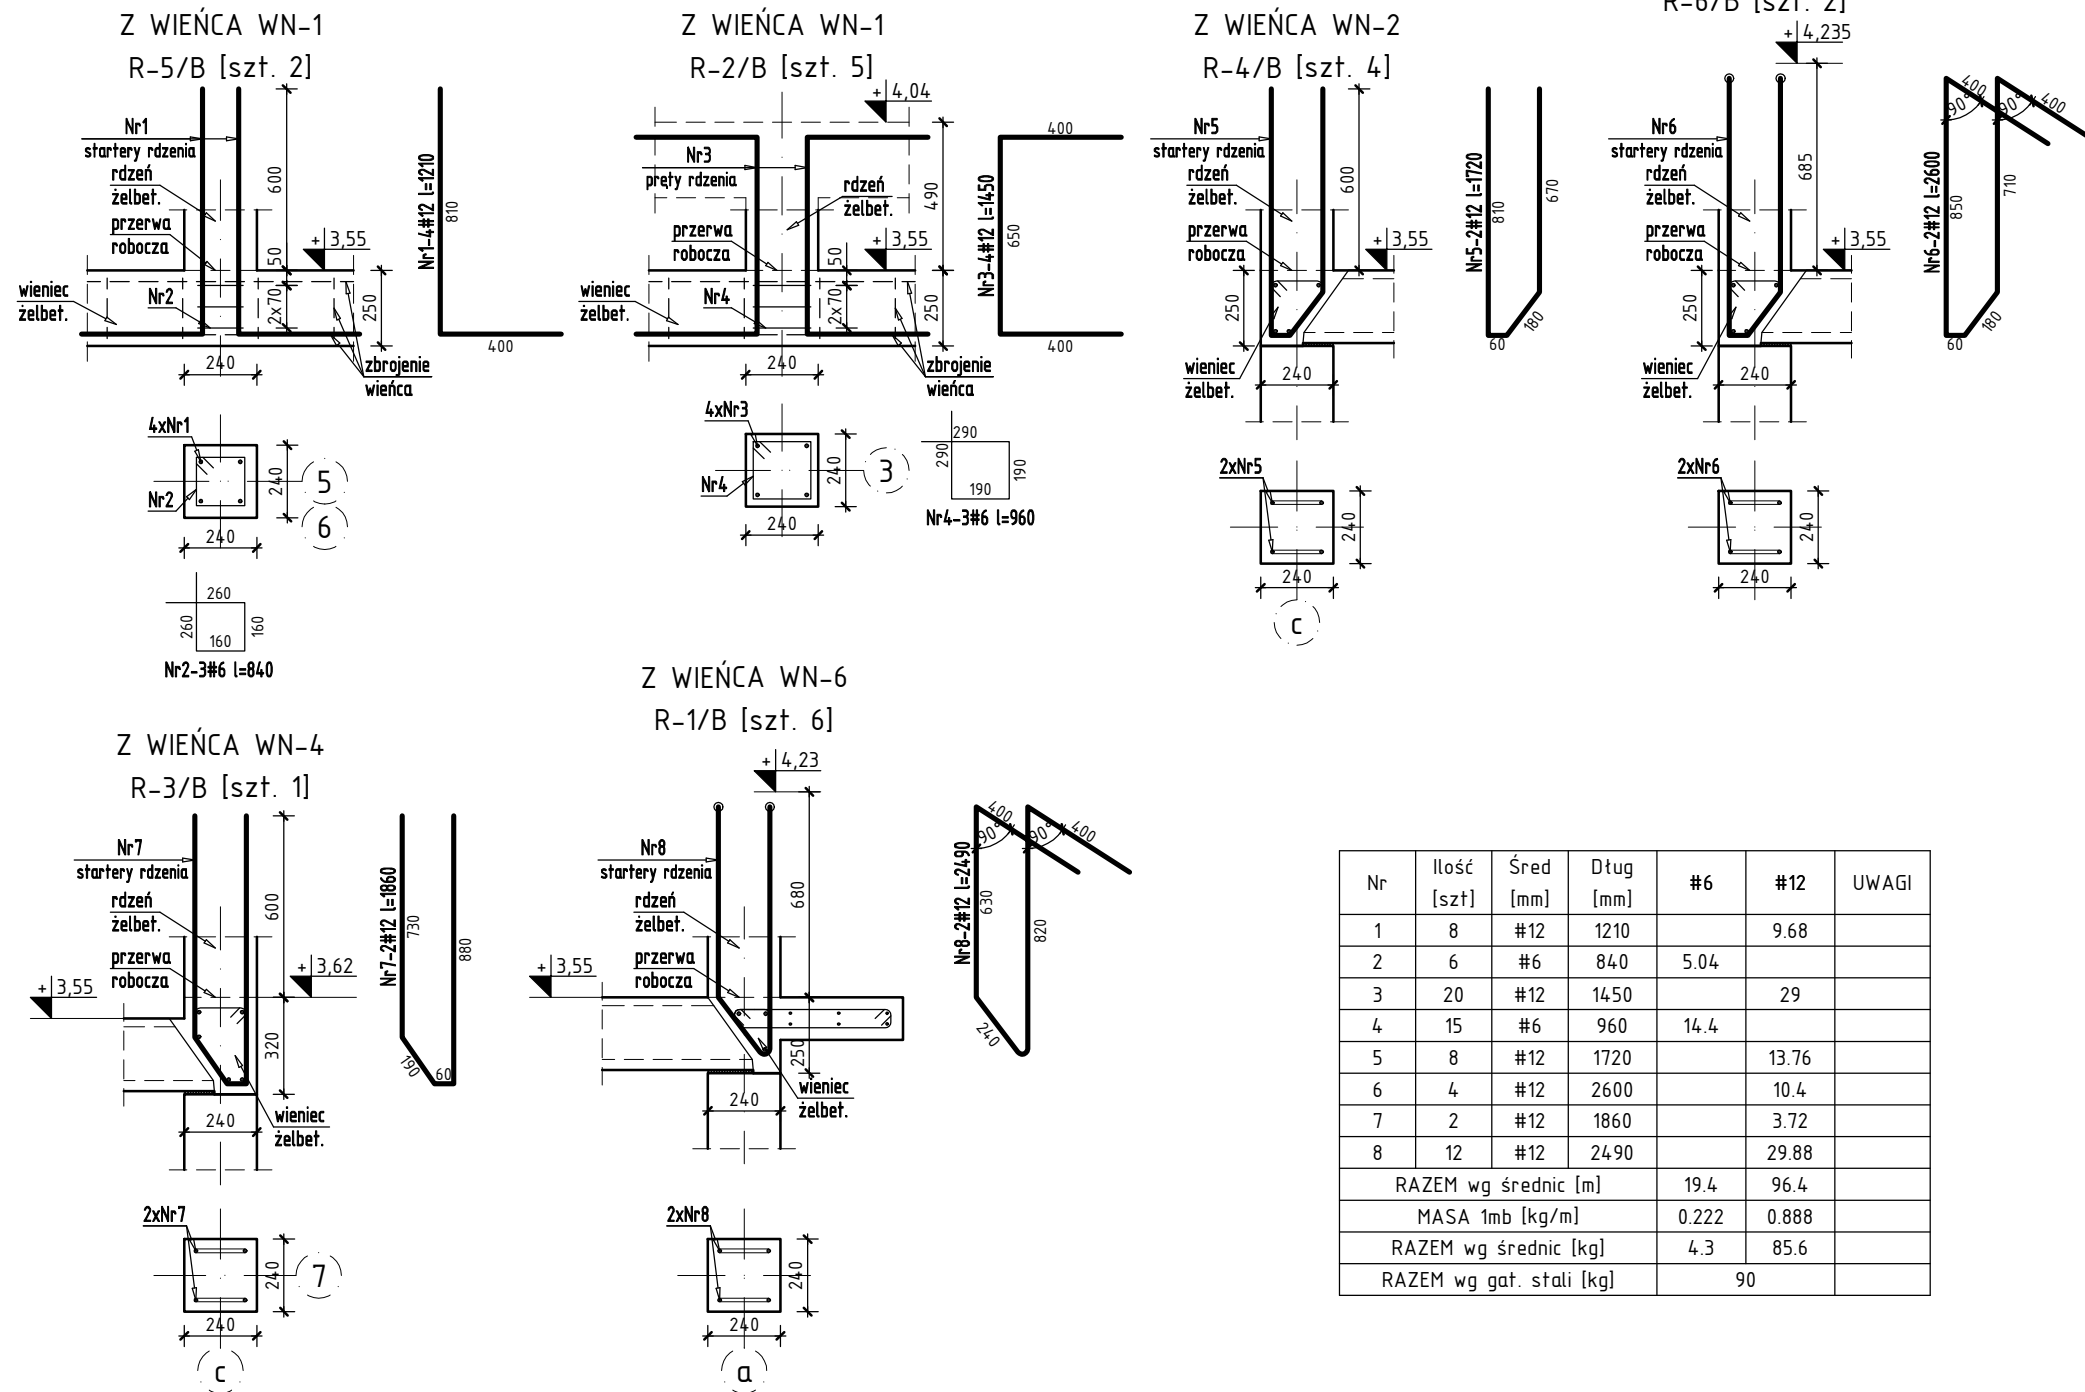 Z WIEŃCA WN-1
R-5/B [szt. 2]
Nr1
startery rdzenia
rdzeń
żelbet.
przerwa
robocza
wieniec
żelbet.
Nr2
600
50
2x70
250
+ 3,55
240
zbrojenie
wieńca
Nr1-4#12 l=1210
810
400
4xNr1
Nr2
240
240
5
6
260
260
160
160
Nr2-3#6 l=840
Z WIEŃCA WN-1
R-2/B [szt. 5]
+ 4,04
Nr3
pręty rdzenia
rdzeń
żelbet.
przerwa
robocza
wieniec
żelbet.
Nr4
490
50
2x70
250
+ 3,55
240
zbrojenie
wieńca
Nr3-4#12 l=1450
400
650
400
4xNr3
Nr4
240
240
3
290
290
190
190
Nr4-3#6 l=960
Z WIEŃCA WN-2
R-4/B [szt. 4]
Nr5
startery rdzenia
rdzeń
żelbet.
przerwa
robocza
600
+ 3,55
250
wieniec
żelbet.
240
Nr5-2#12 l=1720
810
670
180
60
2xNr5
240
240
c
R-6/B [szt. 2]
+ 4,235
Nr6
startery rdzenia
rdzeń
żelbet.
przerwa
robocza
685
+ 3,55
250
wieniec
żelbet.
240
Nr6-2#12 l=2600
400
400
90°
90°
850
710
180
60
2xNr6
240
240
Z WIEŃCA WN-4
R-3/B [szt. 1]
Nr7
startery rdzenia
rdzeń
żelbet.
przerwa
robocza
600
+ 3,55
+ 3,62
320
240
wieniec
żelbet.
Nr7-2#12 l=1860
730
880
190
60
2xNr7
240
240
7
c
Z WIEŃCA WN-6
R-1/B [szt. 6]
+ 4,23
Nr8
startery rdzenia
rdzeń
żelbet.
przerwa
robocza
680
+ 3,55
250
240
wieniec
żelbet.
Nr8-2#12 l=2490
400
400
90°
90°
630
820
240
2xNr8
240
240
a
Nr Ilość [szt] Śred [mm] Dług [mm] #6 #12 UWAGI
1 8 #12 1210 9.68
2 6 #6 840 5.04
3 20 #12 1450 29
4 15 #6 960 14.4
5 8 #12 1720 13.76
6 4 #12 2600 10.4
7 2 #12 1860 3.72
8 12 #12 2490 29.88
RAZEM wg średnic [m] 19.4 96.4
MASA 1mb [kg/m] 0.222 0.888
RAZEM wg średnic [kg] 4.3 85.6
RAZEM wg gat. stali [kg] 90